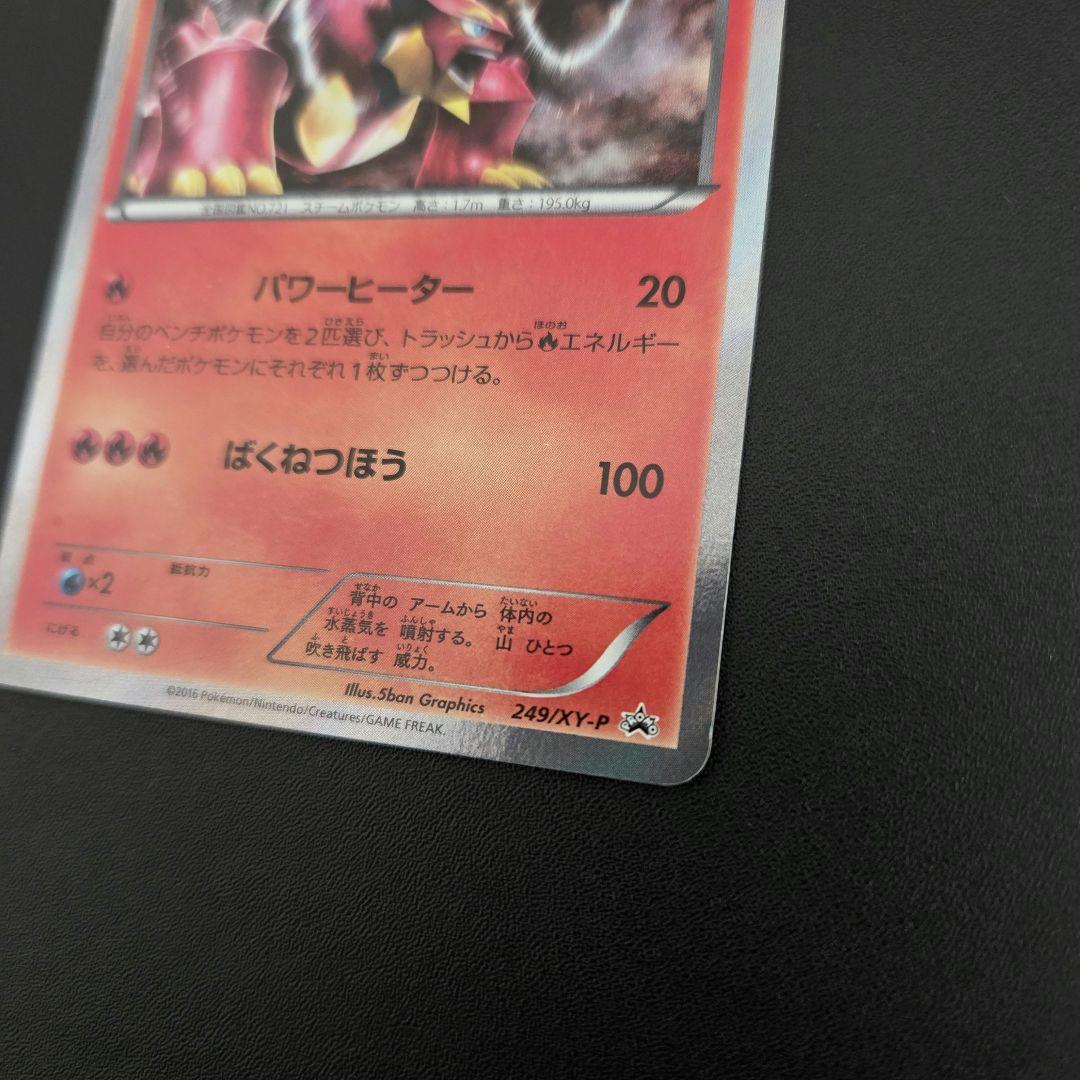 全国図鑑NO.721 スチームポケモン 高さ:1.7m 重さ:195.0kg
パワーヒーター 20
自分のベンチポケモンを2匹選び、トラッシュから エネルギー
を、選んだポケモンにそれぞれ1枚ずつつける。
ばくねつほう 100
弱点 抵抗力
×2
にげる
背中の アームから 体内の
水蒸気を 噴射する。 山 ひとつ
吹き飛ばす 威力。
Illus.5ban Graphics 249/XY-P PROMO
©2016 Pokémon/Nintendo/Creatures/GAME FREAK.